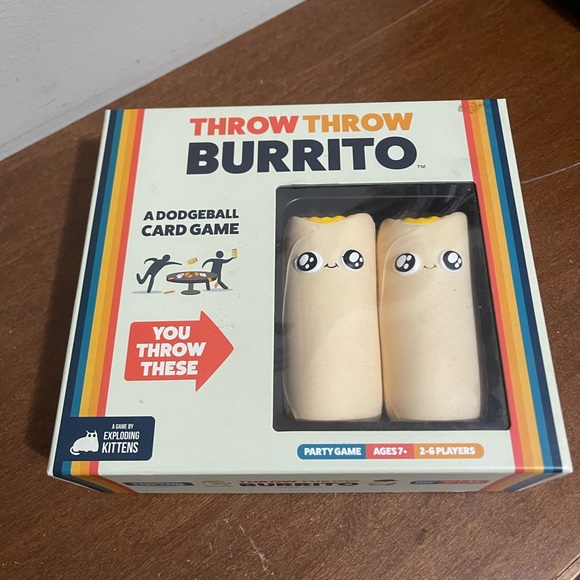 THROW THROW
BURRITO™
A DODGEBALL
CARD GAME
YOU
THROW
THESE
A GAME BY
EXPLODING
KITTENS
PARTY GAME AGES 7+ 2-6 PLAYERS
BURRITO